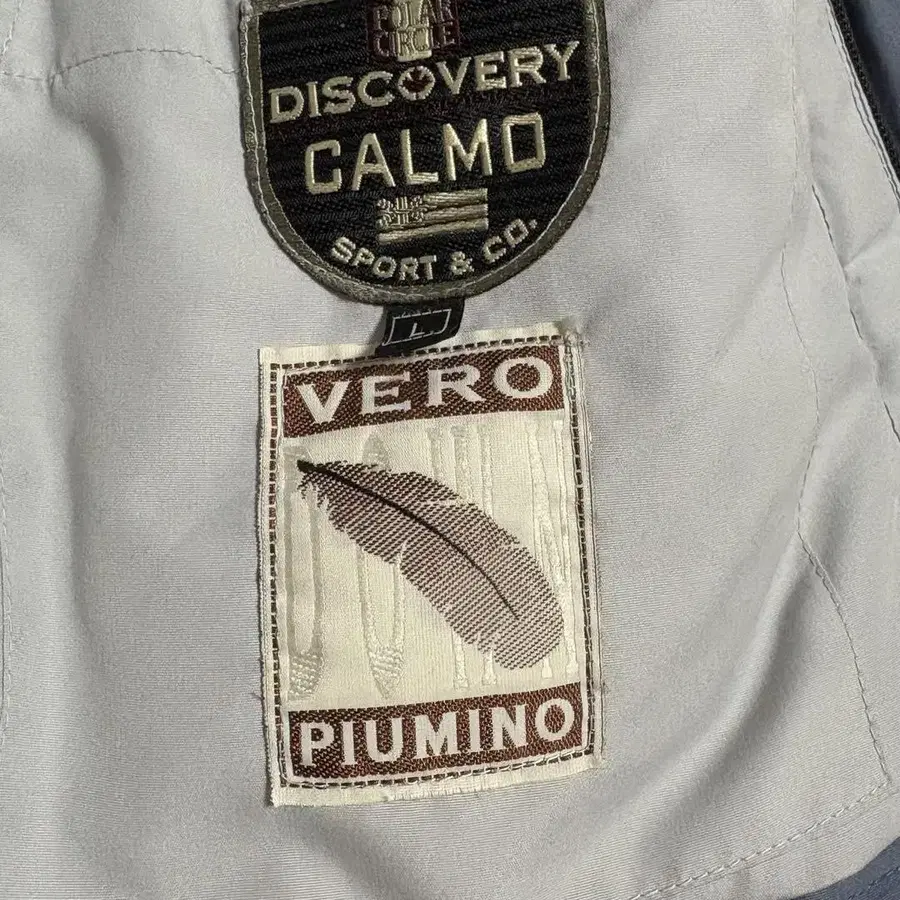 POLAR
CIRCLE
DISCOVERY
CALMO
SPORT & CO.
L
VERO
PIUMINO